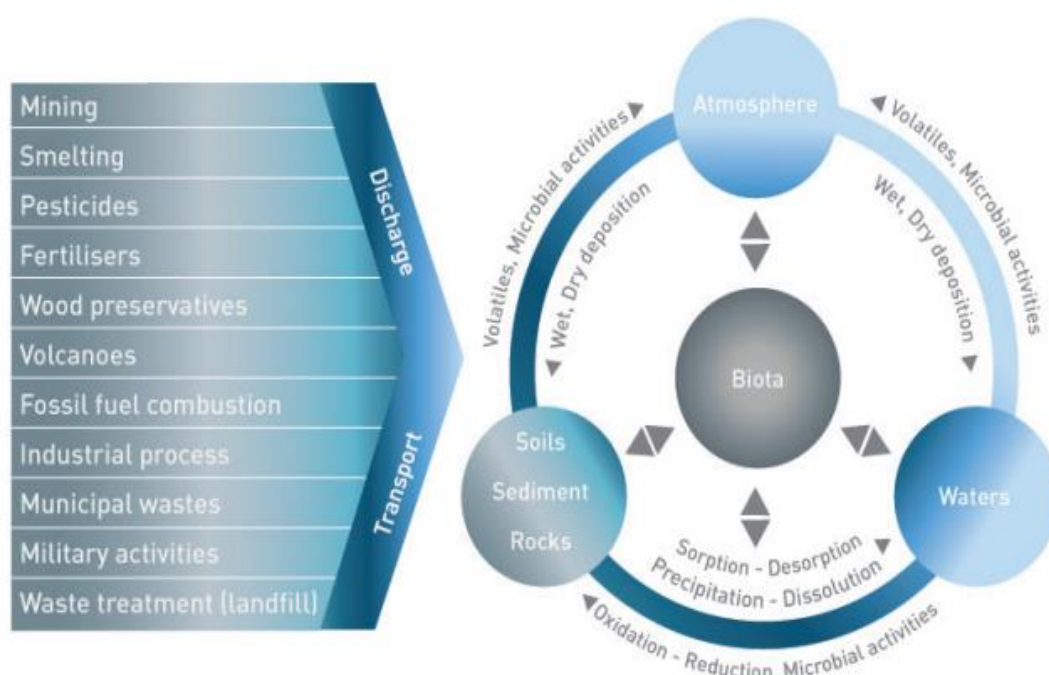 Mining
Smelting
Pesticides
Fertilisers
Wood preservatives
Volcanoes
Fossil fuel combustion
Industrial process
Municipal wastes
Military activities
Waste treatment (landfill)
Discharge
Transport
Atmosphere
Volatiles, Microbial activities
Wet, Dry deposition
Volatiles, Microbial activities
Wet, Dry deposition
Biota
Soils
Sediment
Rocks
Waters
Sorption - Desorption
Precipitation - Dissolution
Oxidation - Reduction, Microbial activities